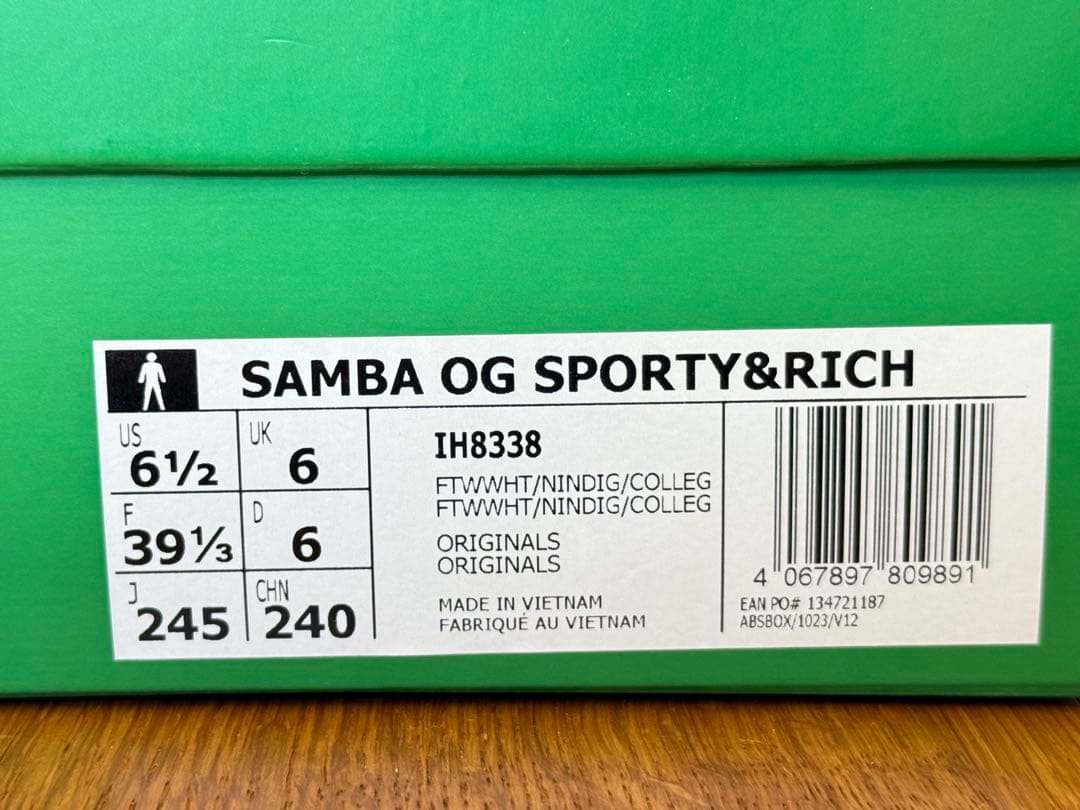 SAMBA OG SPORTY&RICH
US 6½
UK 6
F 39⅓
D 6
J 245
CHN 240
IH8338
FTWWHT/NINDIG/COLLEG
FTWWHT/NINDIG/COLLEG
ORIGINALS
ORIGINALS
MADE IN VIETNAM
FABRIQUÉ AU VIETNAM
4 067897 809891
EAN PO# 134721187
ABSBOX/1023/V12